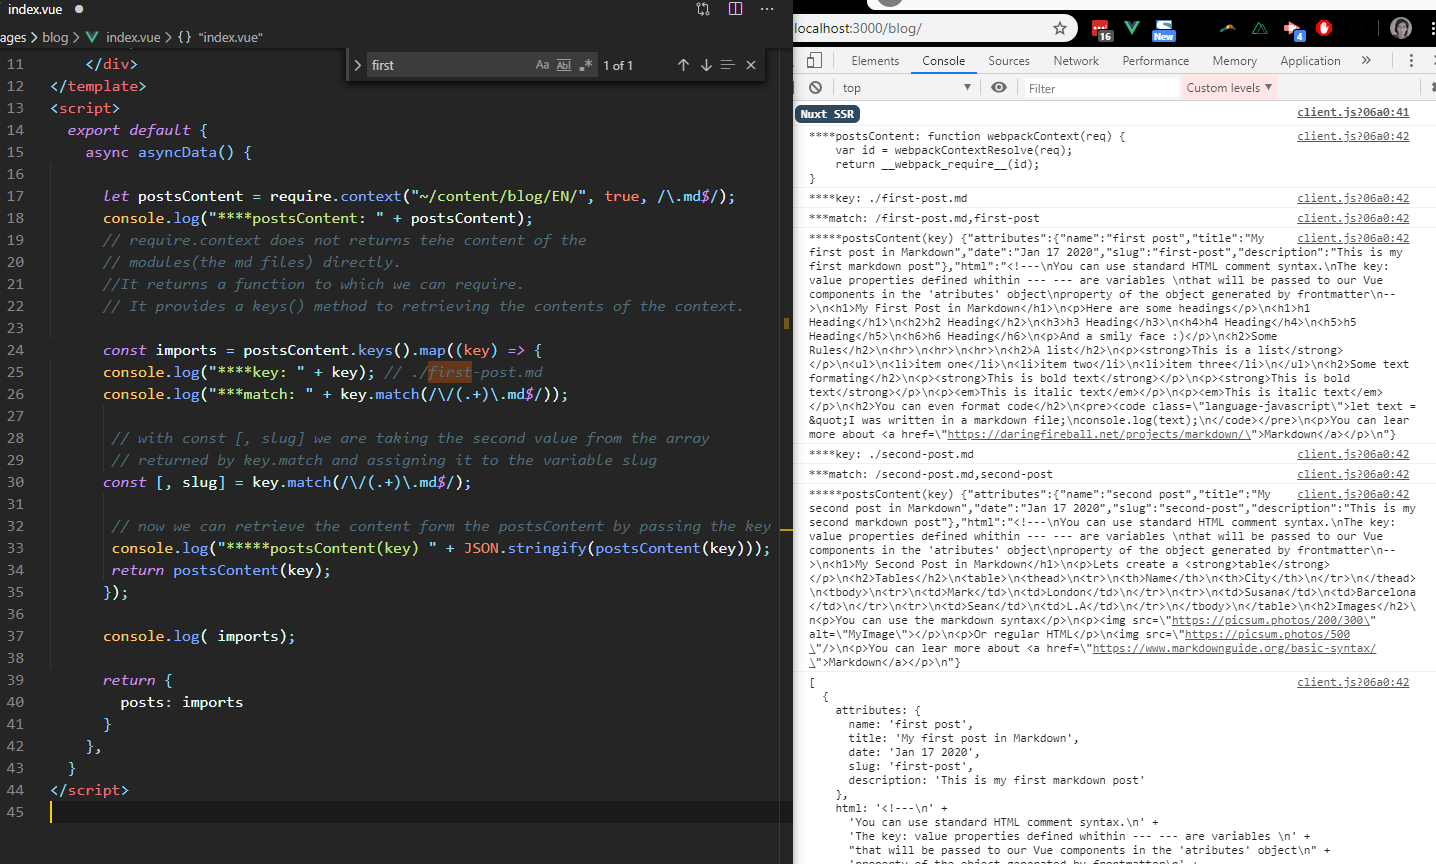 index.vue ●
ages > blog > index.vue > {} "index.vue"
first Aa Abl .* 1 of 1
11 </div>
12 </template>
13 <script>
14 export default {
15 async asyncData() {
16
17 let postsContent = require.context("~/content/blog/EN/", true, /\.md$/);
18 console.log("****postsContent: " + postsContent);
19 // require.context does not returns tehe content of the
20 // modules(the md files) directly.
21 //It returns a function to which we can require.
22 // It provides a keys() method to retrieving the contents of the context.
23
24 const imports = postsContent.keys().map((key) => {
25 console.log("****key: " + key); // ./first-post.md
26 console.log("***match: " + key.match(/\/(.+)\.md$/));
27
28 // with const [, slug] we are taking the second value from the array
29 // returned by key.match and assigning it to the variable slug
30 const [, slug] = key.match(/\/(.+)\.md$/);
31
32 // now we can retrieve the content form the postsContent by passing the key
33 console.log("*****postsContent(key) " + JSON.stringify(postsContent(key)));
34 return postsContent(key);
35 });
36
37 console.log( imports);
38
39 return {
40 posts: imports
41 }
42 },
43 }
44 </script>
45
localhost:3000/blog/ 16 New 4
Elements Console Sources Network Performance Memory Application »
top Filter Custom levels ▼
Nuxt SSR client.js?06a0:41
****postsContent: function webpackContext(req) { client.js?06a0:42
var id = webpackContextResolve(req);
return __webpack_require__(id);
}
****key: ./first-post.md client.js?06a0:42
***match: /first-post.md,first-post client.js?06a0:42
*****postsContent(key) {"attributes":{"name":"first post","title":"My client.js?06a0:42
first post in Markdown","date":"Jan 17 2020","slug":"first-post","description":"This is my
first markdown post"},"html":"<!---\nYou can use standard HTML comment syntax.\nThe key:
value properties defined whithin --- --- are variables \nthat will be passed to our Vue
components in the 'atributes' object\nproperty of the object generated by frontmatter\n--
>\n<h1>My First Post in Markdown</h1>\n<p>Here are some headings</p>\n<h1>h1
Heading</h1>\n<h2>h2 Heading</h2>\n<h3>h3 Heading</h3>\n<h4>h4 Heading</h4>\n<h5>h5
Heading</h5>\n<h6>h6 Heading</h6>\n<p>And a smily face :)</p>\n<h2>Some
Rules</h2>\n<hr>\n<hr>\n<hr>\n<h2>A list</h2>\n<p><strong>This is a list</strong>
</p>\n<ul>\n<li>item one</li>\n<li>item two</li>\n<li>item three</li>\n</ul>\n<h2>Some text
formating</h2>\n<p><strong>This is bold text</strong></p>\n<p><strong>This is bold
text</strong></p>\n<p><em>This is italic text</em></p>\n<p><em>This is italic text</em>
</p>\n<h2>You can even format code</h2>\n<pre><code class=\"language-javascript\">let text =
&quot;I was written in a markdown file;\nconsole.log(text);\n</code></pre>\n<p>You can lear
more about <a href=\"https://daringfireball.net/projects/markdown/\">Markdown</a></p>\n"}
****key: ./second-post.md client.js?06a0:42
***match: /second-post.md,second-post client.js?06a0:42
*****postsContent(key) {"attributes":{"name":"second post","title":"My client.js?06a0:42
second post in Markdown","date":"Jan 17 2020","slug":"second-post","description":"This is my
second markdown post"},"html":"<!---\nYou can use standard HTML comment syntax.\nThe key:
value properties defined whithin --- --- are variables \nthat will be passed to our Vue
components in the 'atributes' object\nproperty of the object generated by frontmatter\n--
>\n<h1>My Second Post in Markdown</h1>\n<p>Lets create a <strong>table</strong>
</p>\n<h2>Tables</h2>\n<table>\n<thead>\n<tr>\n<th>Name</th>\n<th>City</th>\n</tr>\n</thead>
\n<tbody>\n<tr>\n<td>Mark</td>\n<td>London</td>\n</tr>\n<tr>\n<td>Susana</td>\n<td>Barcelona
</td>\n</tr>\n<tr>\n<td>Sean</td>\n<td>L.A</td>\n</tr>\n</tbody>\n</table>\n<h2>Images</h2>\
n<p>You can use the markdown syntax</p>\n<p><img src=\"https://picsum.photos/200/300\"
alt=\"MyImage\"></p>\n<p>Or regular HTML</p>\n<img src=\"https://picsum.photos/500
\"/>\n<p>You can lear more about <a href=\"https://www.markdownguide.org/basic-syntax/
\">Markdown</a></p>\n"}
[ client.js?06a0:42
{
attributes: {
name: 'first post',
title: 'My first post in Markdown',
date: 'Jan 17 2020',
slug: 'first-post',
description: 'This is my first markdown post'
},
html: '<!---\n' +
'You can use standard HTML comment syntax.\n' +
'The key: value properties defined whithin --- --- are variables \n' +
"that will be passed to our Vue components in the 'atributes' object\n" +
'property of the object generated by frontmatter\n' +